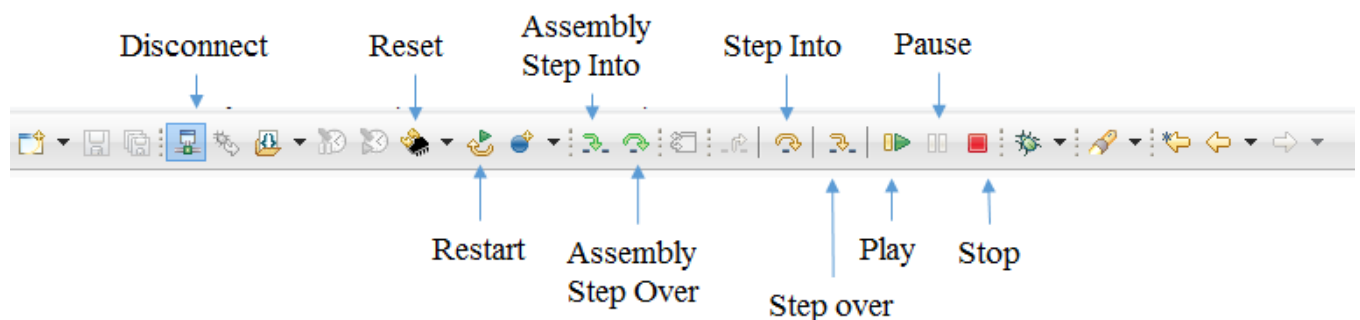 Disconnect
Reset
Assembly
Step Into
Step Into
Pause
Restart
Assembly
Step Over
Step over
Play
Stop